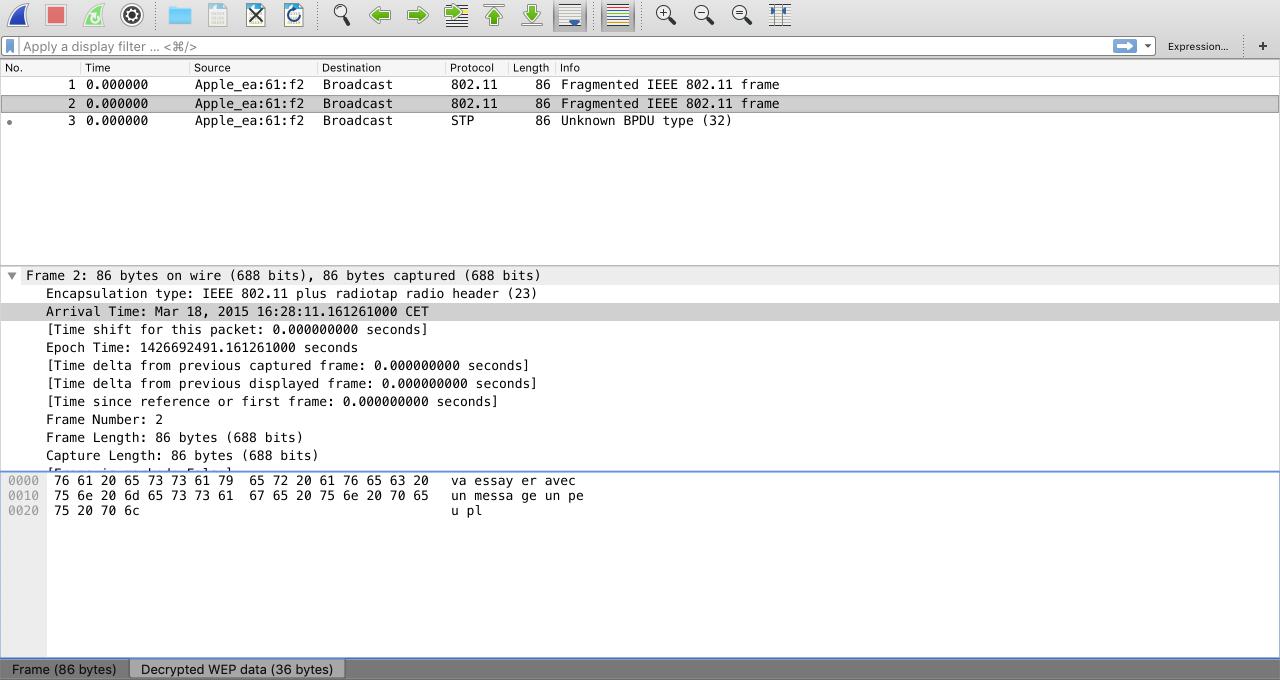 Apply a display filter ... <⌘/>
Expression...
+
No. Time Source Destination Protocol Length Info
1 0.000000 Apple_ea:61:f2 Broadcast 802.11 86 Fragmented IEEE 802.11 frame
2 0.000000 Apple_ea:61:f2 Broadcast 802.11 86 Fragmented IEEE 802.11 frame
3 0.000000 Apple_ea:61:f2 Broadcast STP 86 Unknown BPDU type (32)
Frame 2: 86 bytes on wire (688 bits), 86 bytes captured (688 bits)
Encapsulation type: IEEE 802.11 plus radiotap radio header (23)
Arrival Time: Mar 18, 2015 16:28:11.161261000 CET
[Time shift for this packet: 0.000000000 seconds]
Epoch Time: 1426692491.161261000 seconds
[Time delta from previous captured frame: 0.000000000 seconds]
[Time delta from previous displayed frame: 0.000000000 seconds]
[Time since reference or first frame: 0.000000000 seconds]
Frame Number: 2
Frame Length: 86 bytes (688 bits)
Capture Length: 86 bytes (688 bits)
0000 76 61 20 65 73 73 61 79 65 72 20 61 76 65 63 20 va essay er avec
0010 75 6e 20 6d 65 73 73 61 67 65 20 75 6e 20 70 65 un messa ge un pe
0020 75 20 70 6c u pl
Frame (86 bytes) Decrypted WEP data (36 bytes)